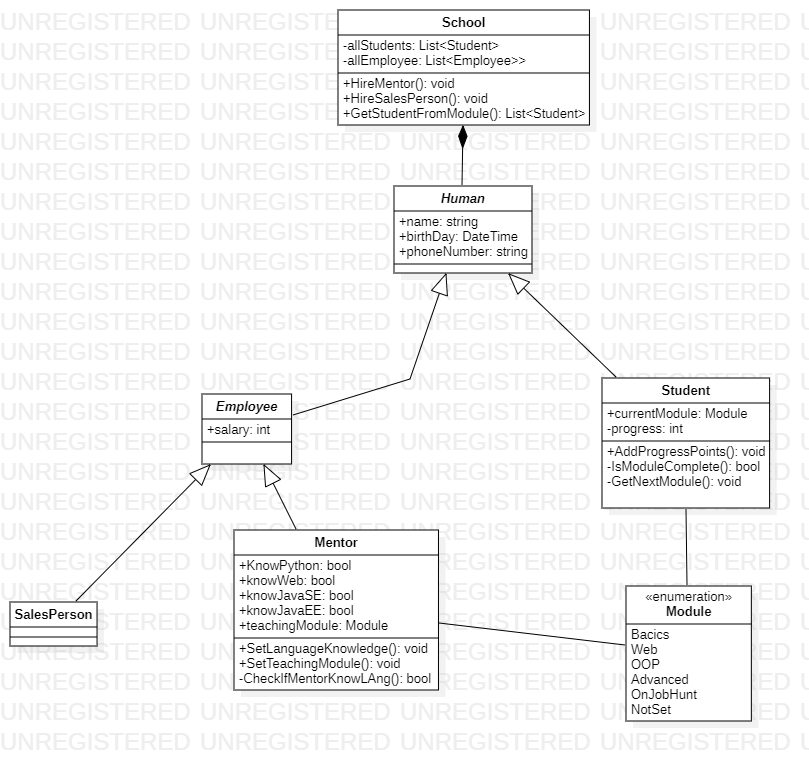 School
-allStudents: List<Student>
-allEmployee: List<Employee>>
+HireMentor(): void
+HireSalesPerson(): void
+GetStudentFromModule(): List<Student>
Human
+name: string
+birthDay: DateTime
+phoneNumber: string
Employee
+salary: int
Student
+currentModule: Module
-progress: int
+AddProgressPoints(): void
-IsModuleComplete(): bool
-GetNextModule(): void
Mentor
+KnowPython: bool
+knowWeb: bool
+knowJavaSE: bool
+knowJavaEE: bool
+teachingModule: Module
+SetLanguageKnowledge(): void
+SetTeachingModule(): void
-CheckIfMentorKnowLAng(): bool
SalesPerson
«enumeration»
Module
Bacics
Web
OOP
Advanced
OnJobHunt
NotSet
UNREGISTERED